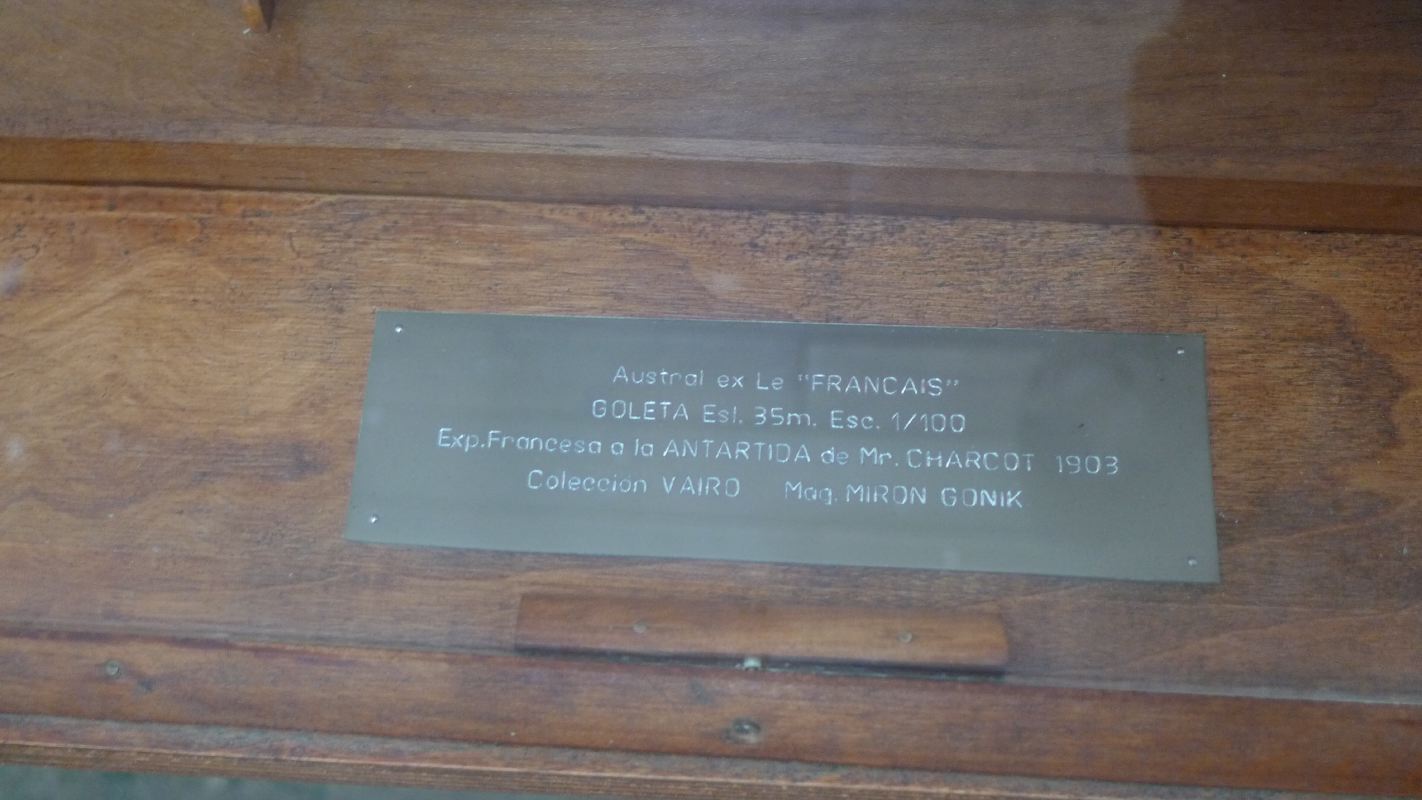 Austral ex Le "FRANCAIS"
GOLETA Esl. 35m. Esc. 1/100
Exp.Francesa a la ANTARTIDA de Mr. CHARCOT 1903
Colección VAIRO Maq. MIRON GONIK